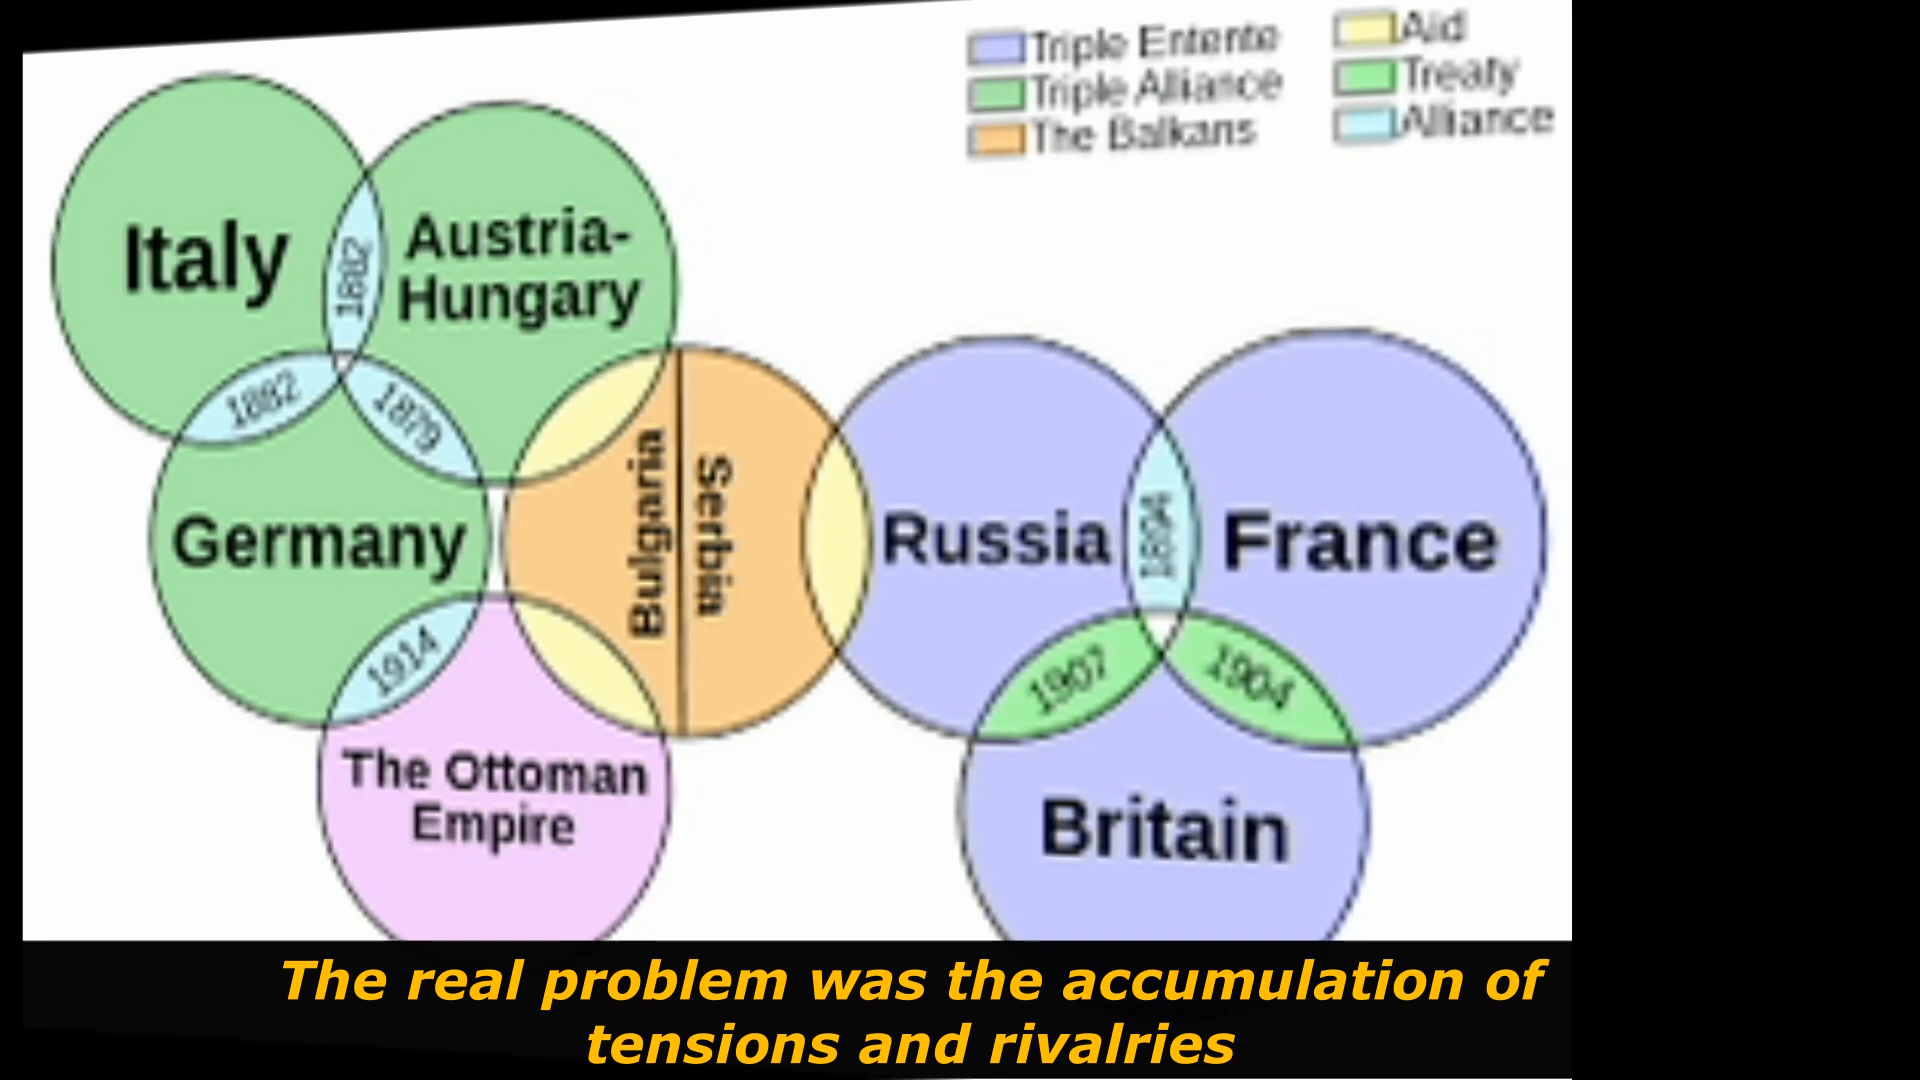 Triple Entente
Triple Alliance
The Balkans
Aid
Treaty
Alliance
Italy
1882
Austria-
Hungary
1882
1879
Germany
Bulgaria
Serbia
Russia
1894
France
1914
1907
1904
The Ottoman
Empire
Britain
The real problem was the accumulation of
tensions and rivalries